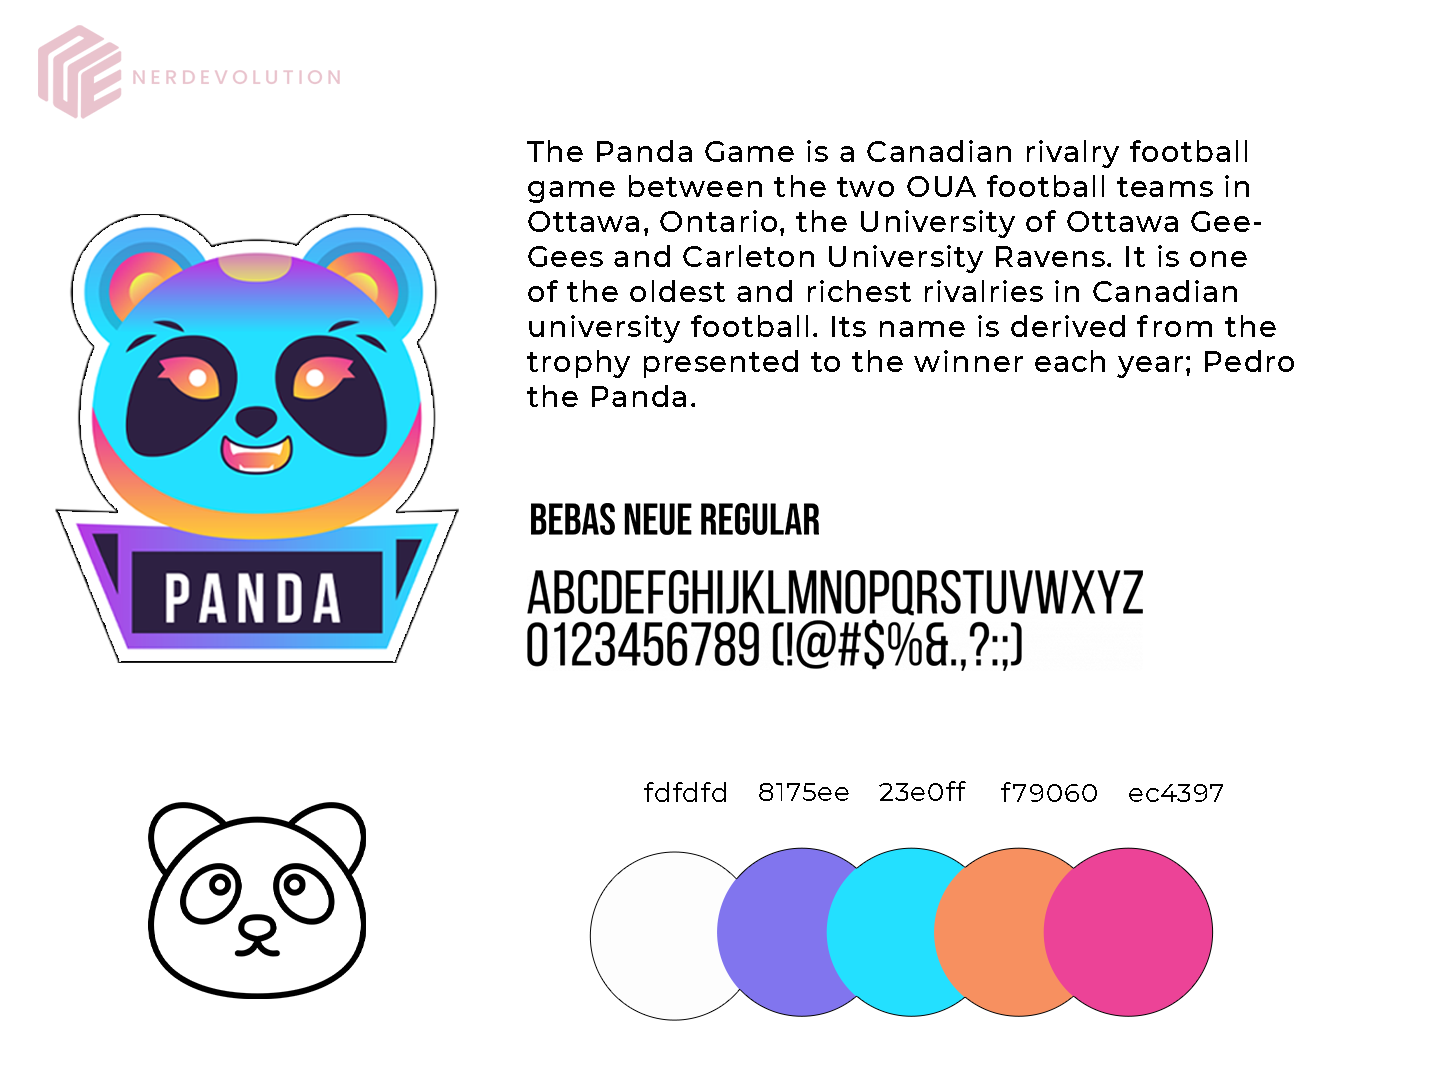 NERDEVOLUTION
The Panda Game is a Canadian rivalry football
game between the two OUA football teams in
Ottawa, Ontario, the University of Ottawa Gee-
Gees and Carleton University Ravens. It is one
of the oldest and richest rivalries in Canadian
university football. Its name is derived from the
trophy presented to the winner each year; Pedro
the Panda.
PANDA
BEBAS NEUE REGULAR
ABCDEFGHIJKLMNOPQRSTUVWXYZ
0123456789 (!@#$%&.,?:;)
fdfdfd 8175ee 23e0ff f79060 ec4397